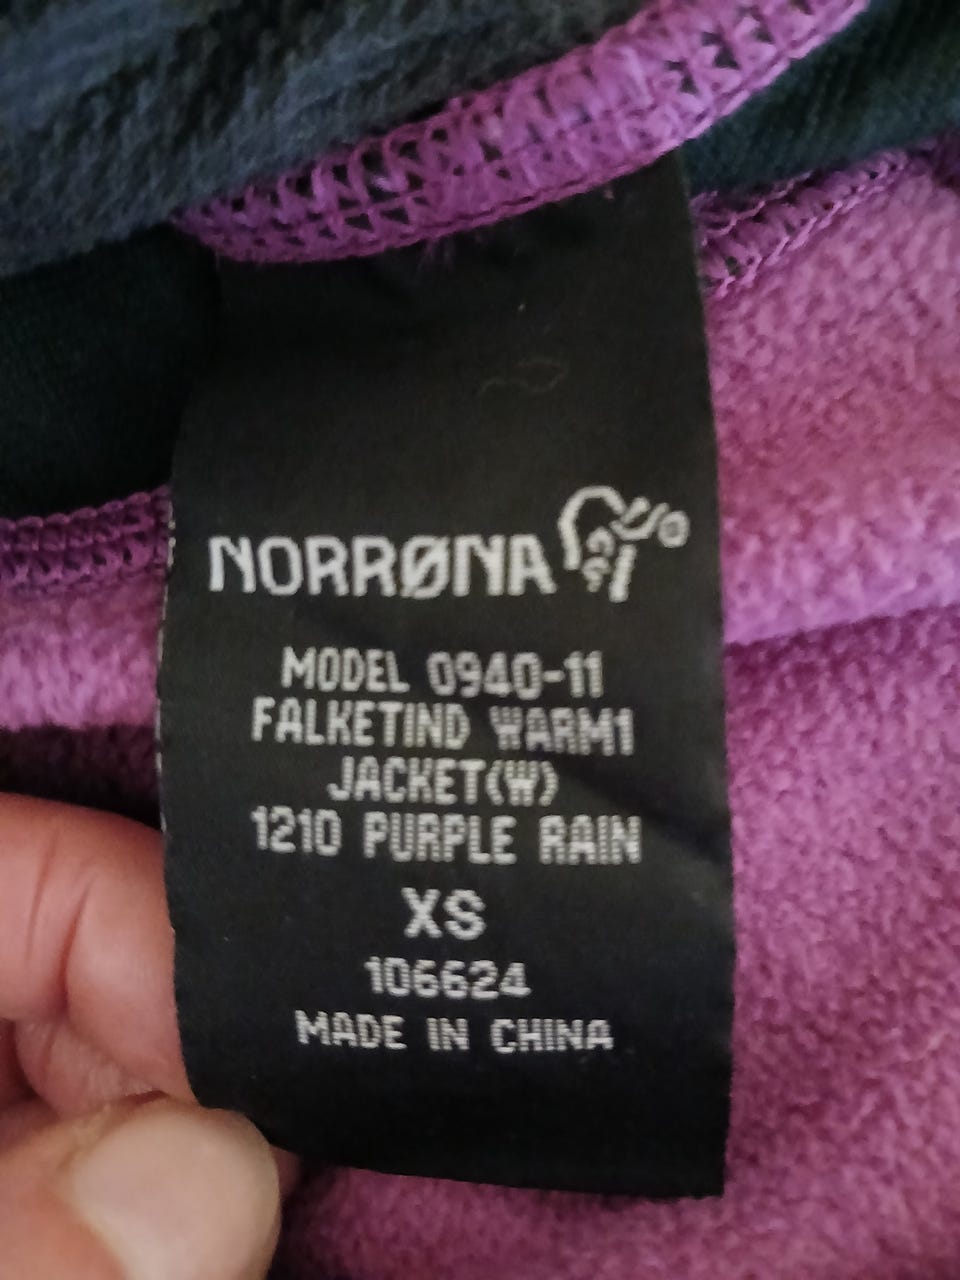 NORRØNA
MODEL 0940-11
FALKETIND WARM1
JACKET(W)
1210 PURPLE RAIN
XS
106624
MADE IN CHINA